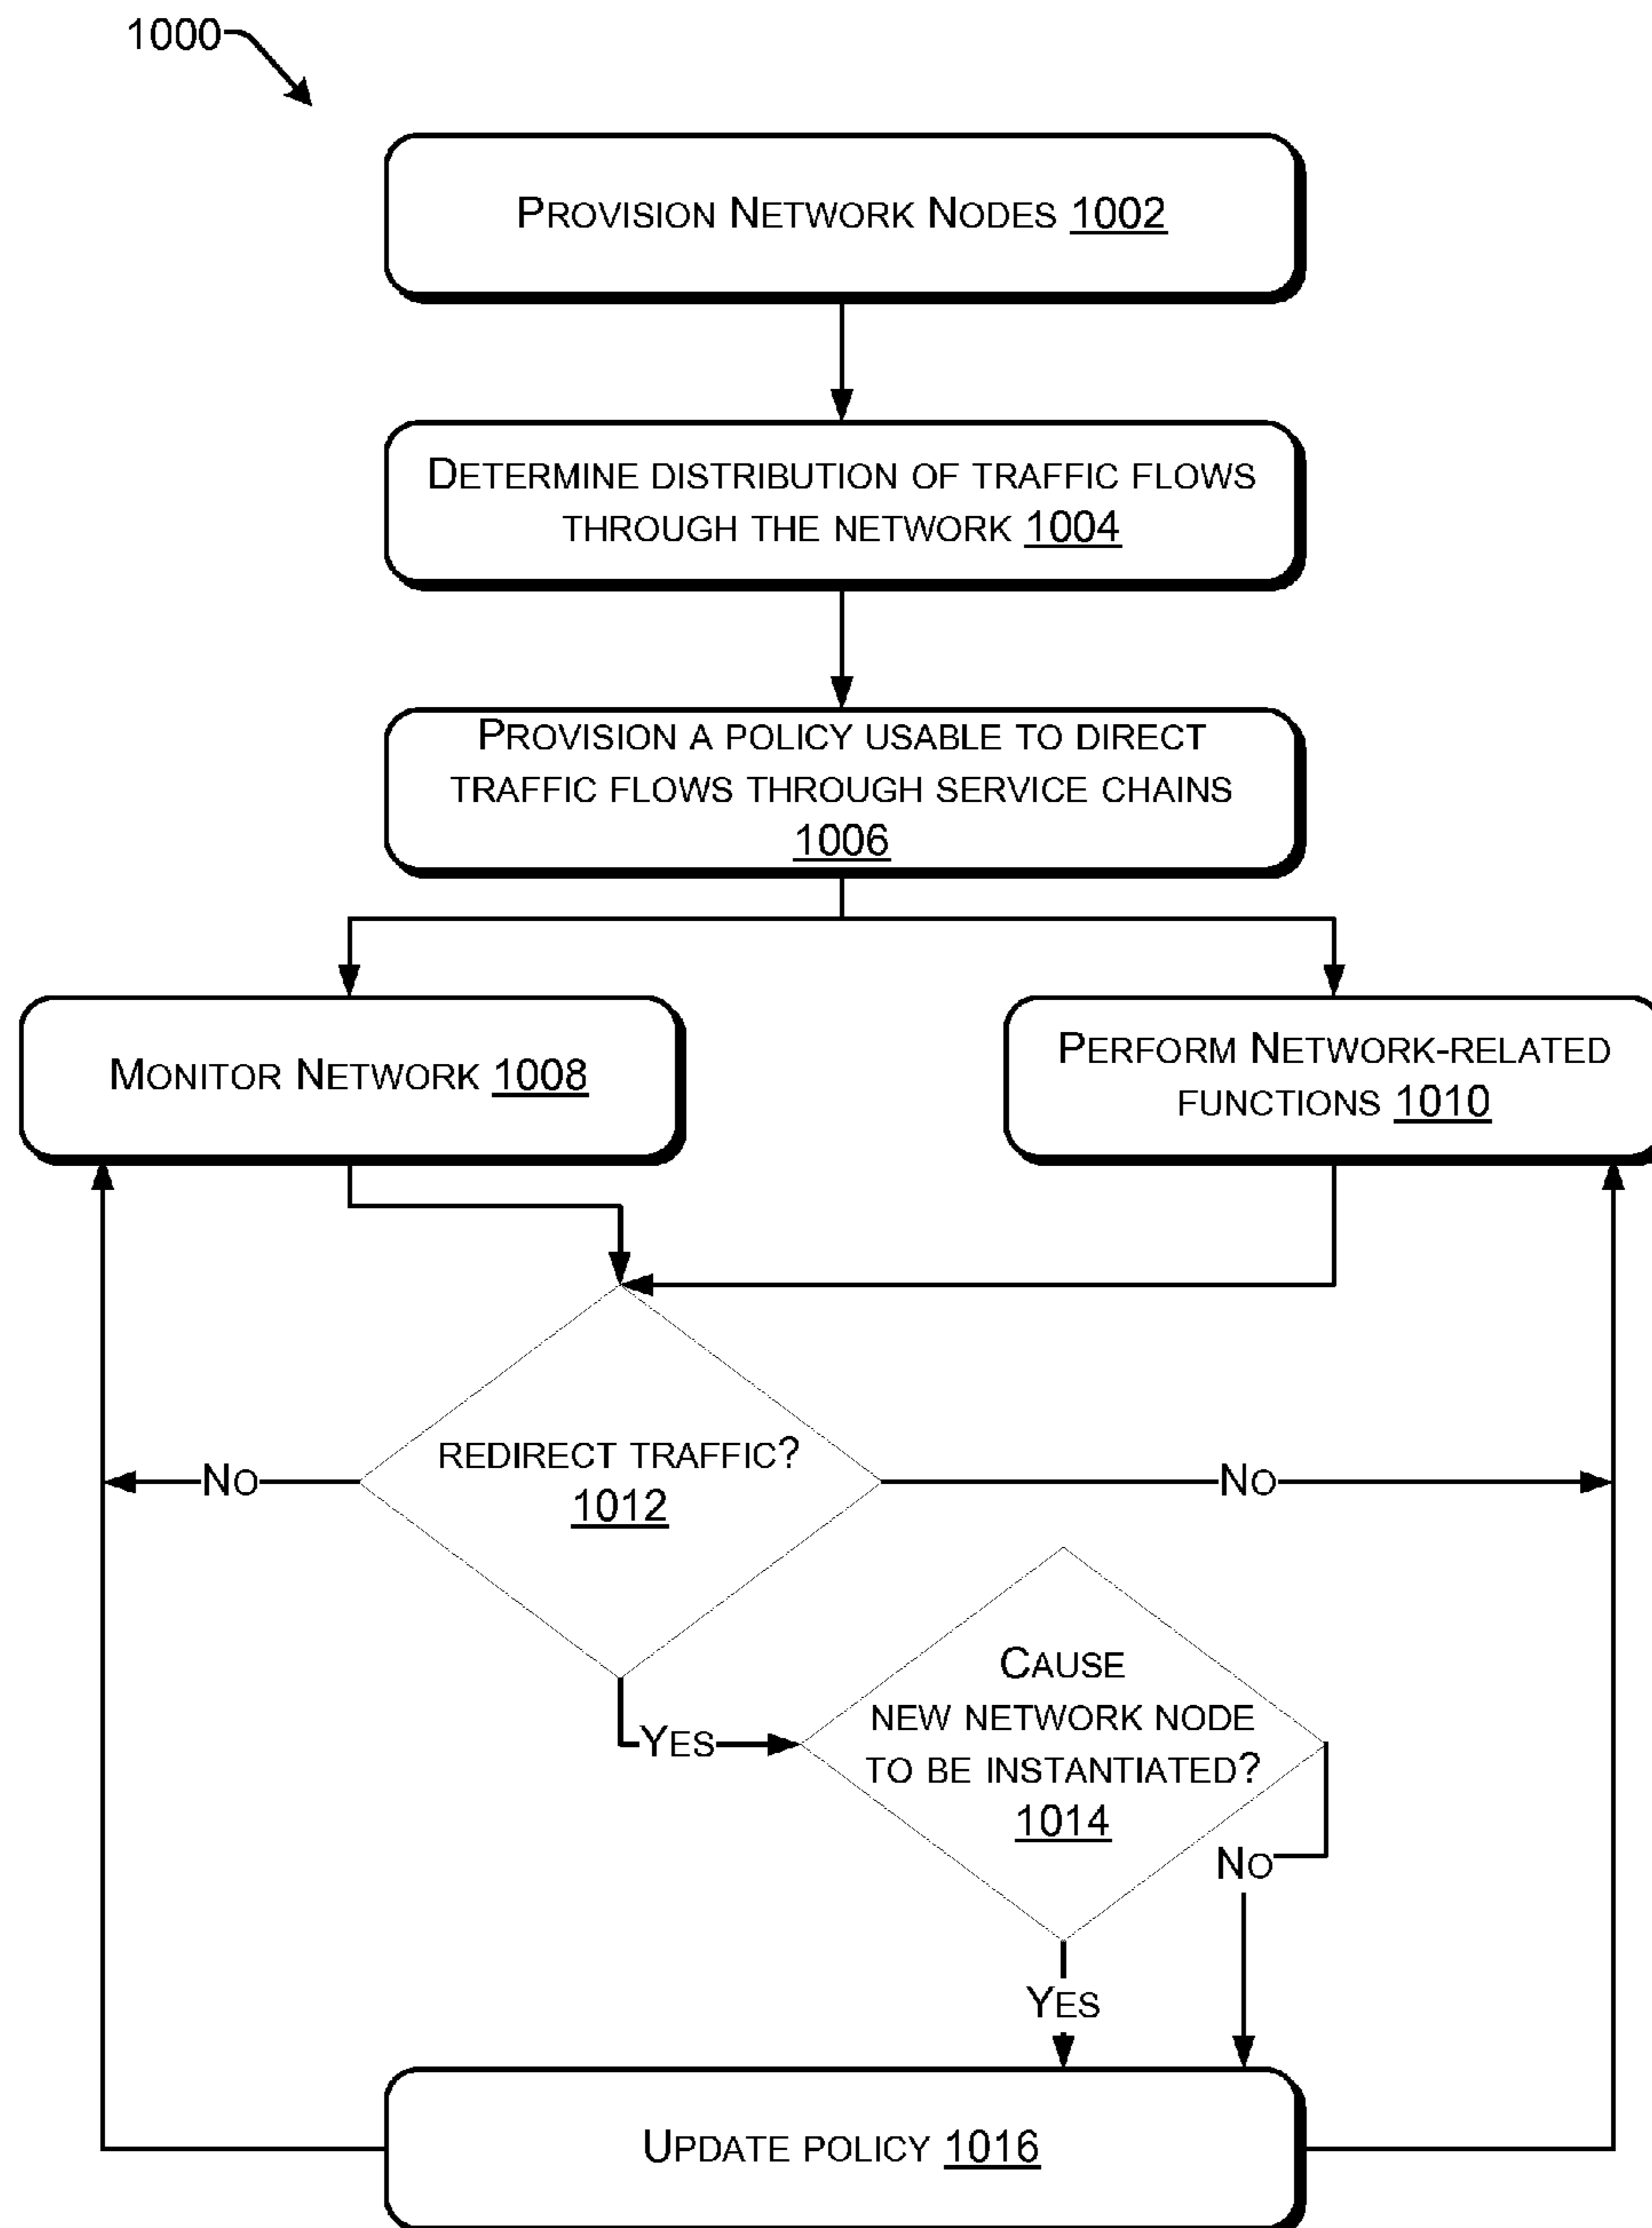 1000
PROVISION NETWORK NODES 1002
DETERMINE DISTRIBUTION OF TRAFFIC FLOWS
THROUGH THE NETWORK 1004
PROVISION A POLICY USABLE TO DIRECT
TRAFFIC FLOWS THROUGH SERVICE CHAINS
1006
MONITOR NETWORK 1008
PERFORM NETWORK-RELATED
FUNCTIONS 1010
REDIRECT TRAFFIC?
1012
NO
NO
CAUSE
NEW NETWORK NODE
TO BE INSTANTIATED?
1014
YES
NO
YES
UPDATE POLICY 1016